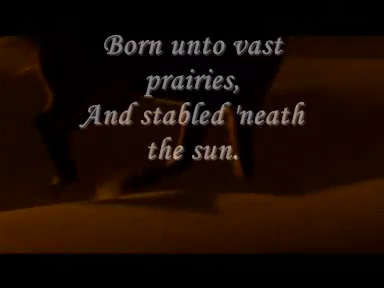 Born unto vast
prairies,
And stabled 'neath
the sun.